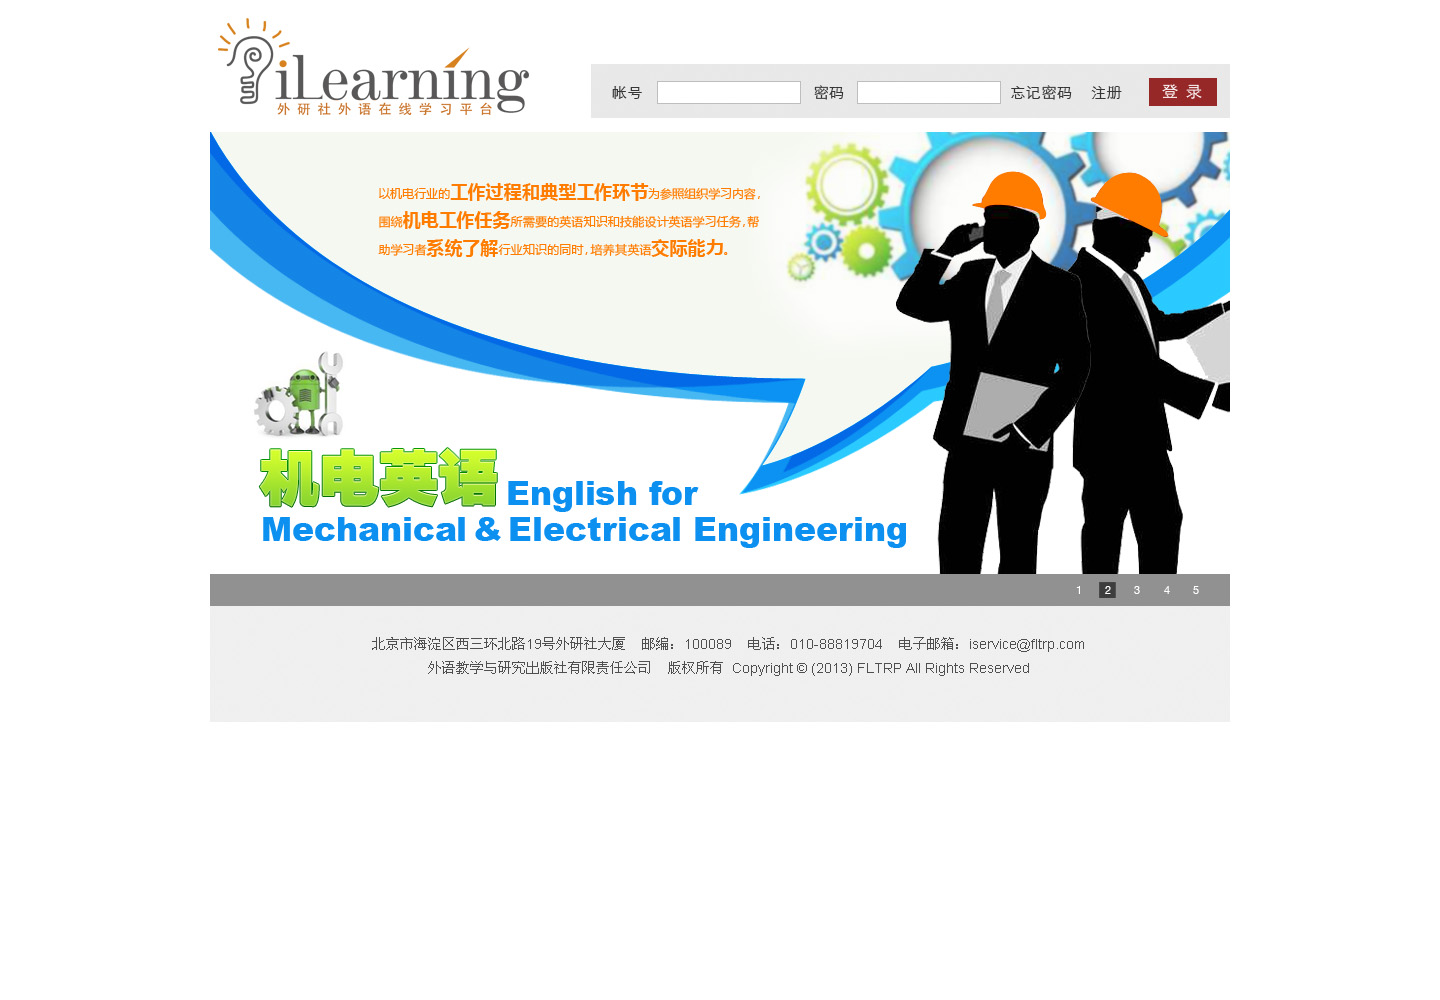 iLearning
外研社外语在线学习平台
帐号 密码 忘记密码 注册 登 录
以机电行业的工作过程和典型工作环节为参照组织学习内容，
围绕机电工作任务所需要的英语知识和技能设计英语学习任务，帮
助学习者系统了解行业知识的同时，培养其英语交际能力。
机电英语 English for
Mechanical & Electrical Engineering
1 2 3 4 5
北京市海淀区西三环北路19号外研社大厦 邮编：100089 电话：010-88819704 电子邮箱：iservice@fltrp.com
外语教学与研究出版社有限责任公司 版权所有 Copyright © (2013) FLTRP All Rights Reserved